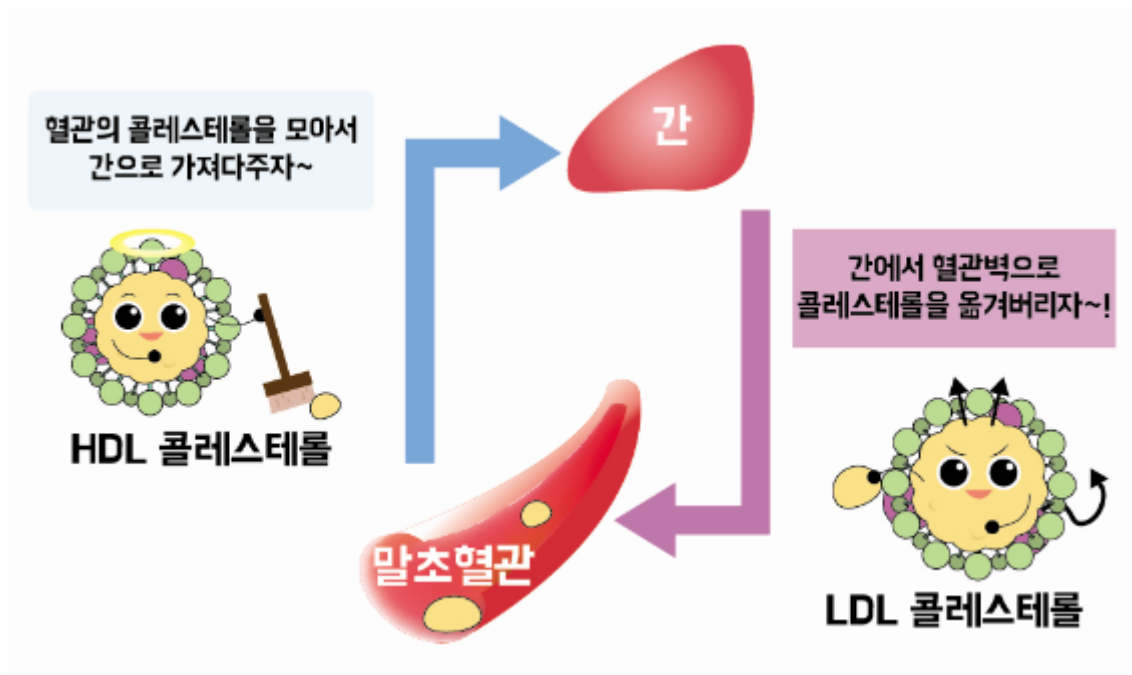 간
혈관의 콜레스테롤을 모아서
간으로 가져다주자~
HDL 콜레스테롤
간에서 혈관벽으로
콜레스테롤을 옮겨버리자~!
말초혈관
LDL 콜레스테롤